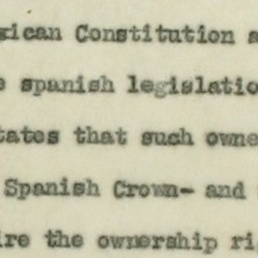 xican Constitution a
e spanish legislatio
tates that such owne
Spanish Crown- and
ire the ownership ri